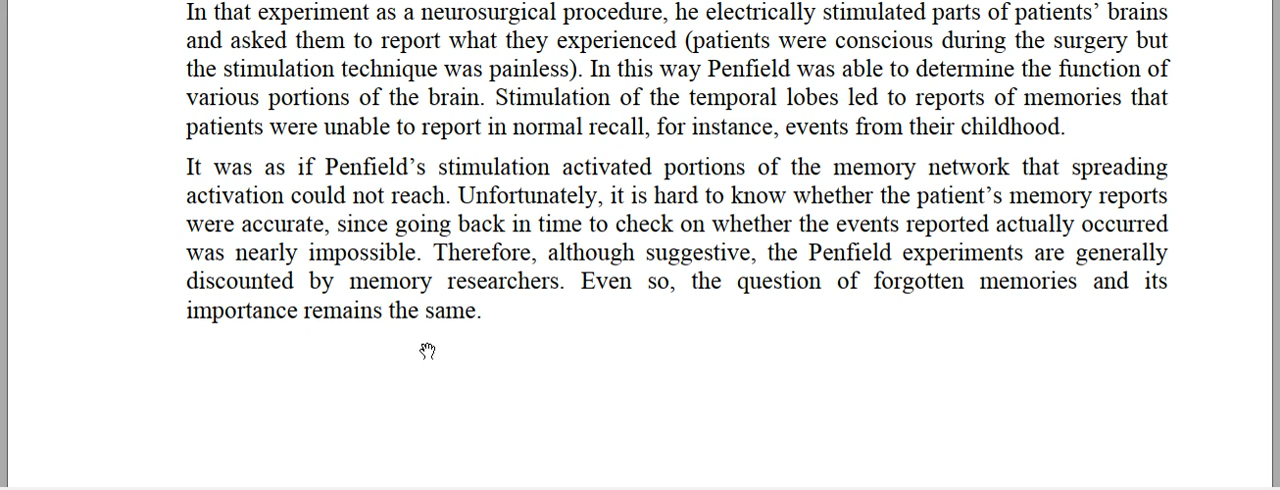 In that experiment as a neurosurgical procedure, he electrically stimulated parts of patients’ brains
and asked them to report what they experienced (patients were conscious during the surgery but
the stimulation technique was painless). In this way Penfield was able to determine the function of
various portions of the brain. Stimulation of the temporal lobes led to reports of memories that
patients were unable to report in normal recall, for instance, events from their childhood.
It was as if Penfield’s stimulation activated portions of the memory network that spreading
activation could not reach. Unfortunately, it is hard to know whether the patient’s memory reports
were accurate, since going back in time to check on whether the events reported actually occurred
was nearly impossible. Therefore, although suggestive, the Penfield experiments are generally
discounted by memory researchers. Even so, the question of forgotten memories and its
importance remains the same.